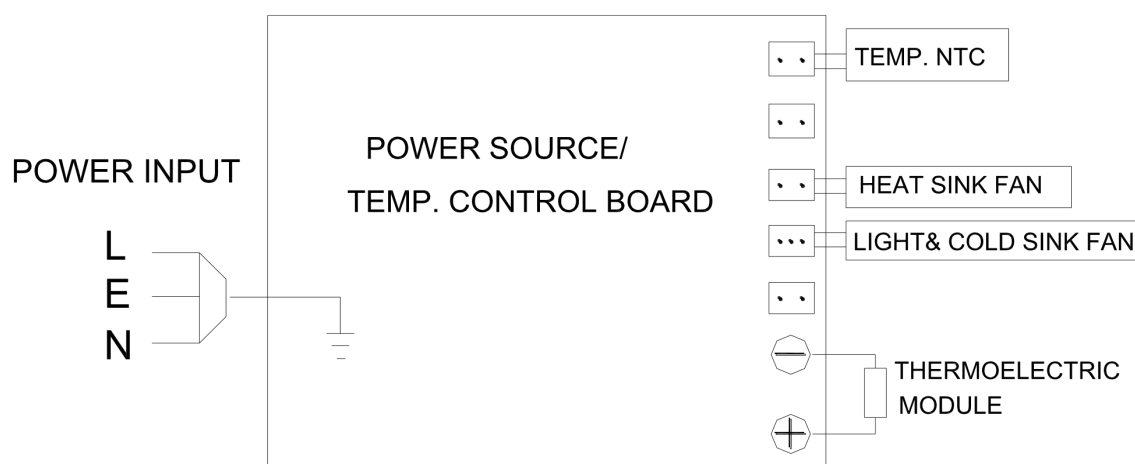 POWER INPUT
L
E
N
POWER SOURCE/
TEMP. CONTROL BOARD
TEMP. NTC
HEAT SINK FAN
LIGHT& COLD SINK FAN
THERMOELECTRIC
MODULE